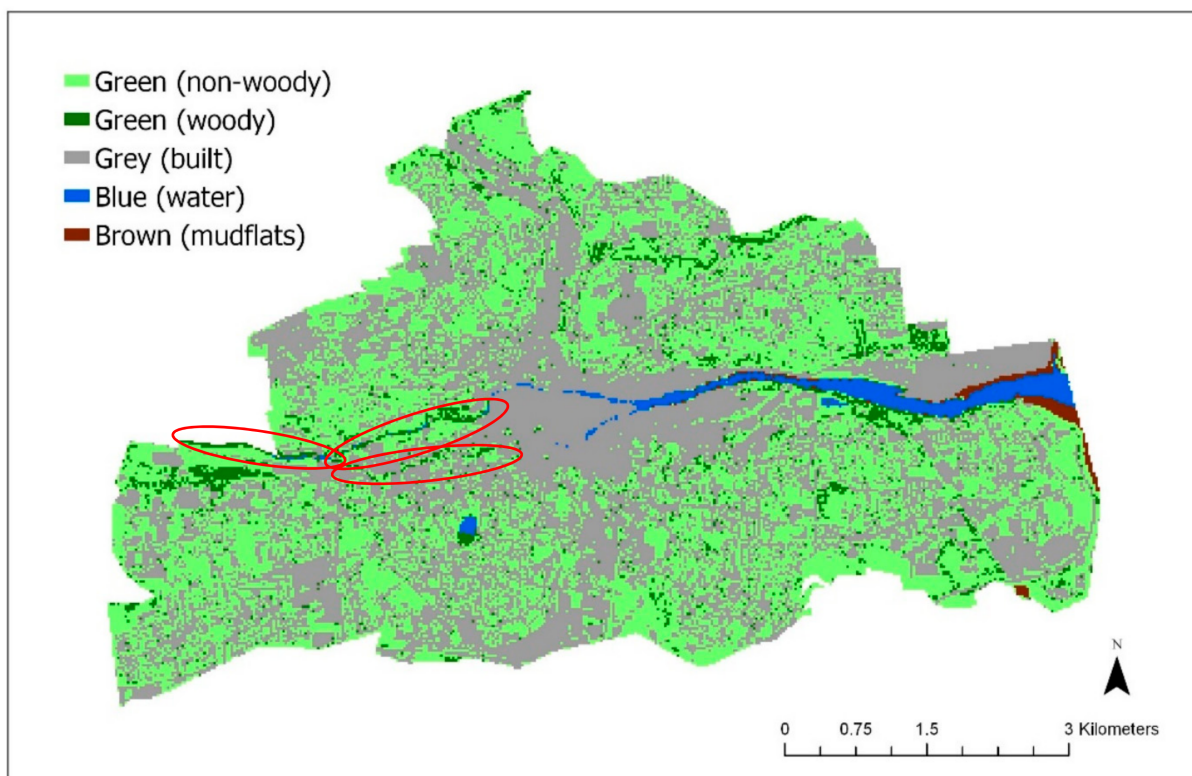 Green (non-woody)
Green (woody)
Grey (built)
Blue (water)
Brown (mudflats)
N
0 0.75 1.5 3 Kilometers